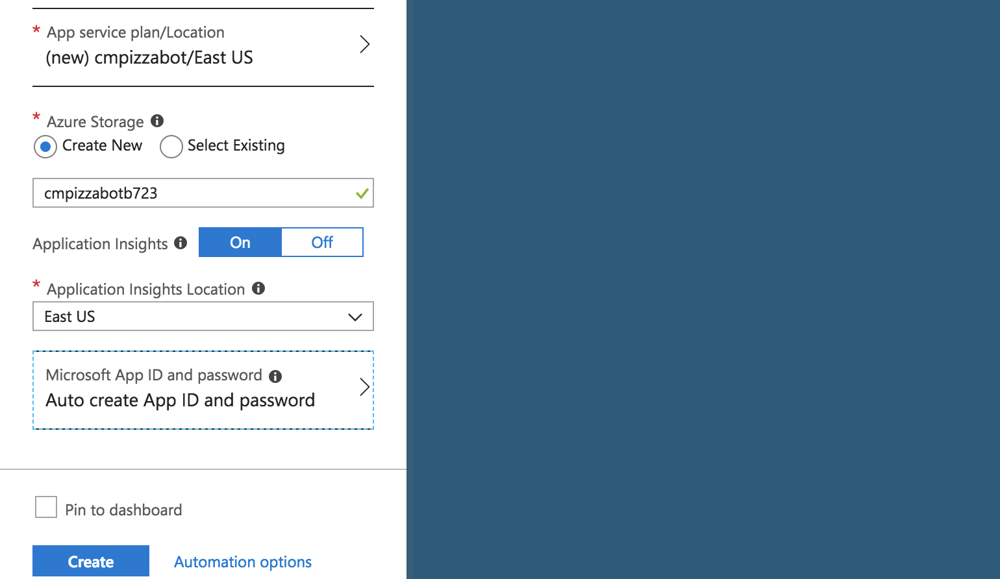 * App service plan/Location
(new) cmpizzabot/East US
* Azure Storage
Create New Select Existing
cmpizzabotb723
Application Insights On Off
* Application Insights Location
East US
Microsoft App ID and password
Auto create App ID and password
Pin to dashboard
Create Automation options